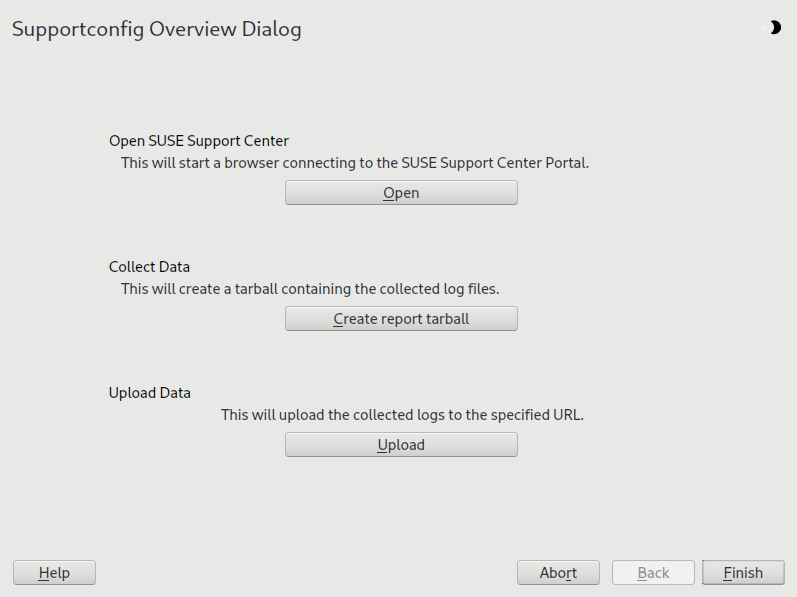 Supportconfig Overview Dialog
Open SUSE Support Center
This will start a browser connecting to the SUSE Support Center Portal.
Open
Collect Data
This will create a tarball containing the collected log files.
Create report tarball
Upload Data
This will upload the collected logs to the specified URL.
Upload
Help Abort Back Finish